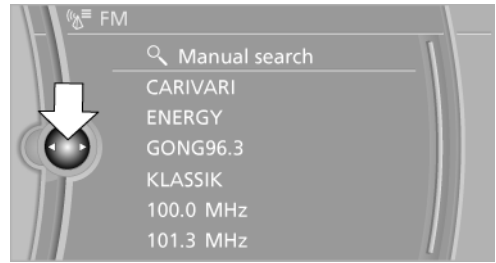 FM
Manual search
CARIVARI
ENERGY
GONG96.3
KLASSIK
100.0 MHz
101.3 MHz